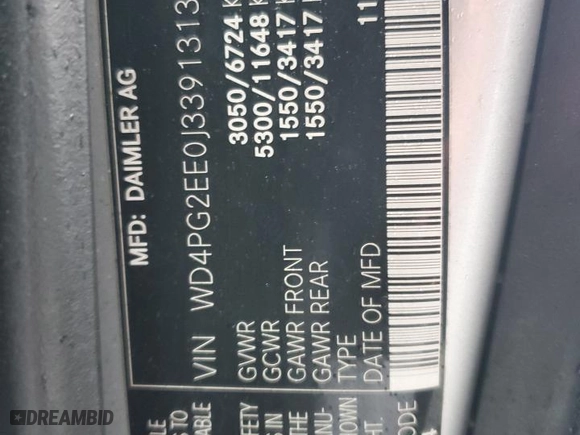 MFD: DAIMLER AG
VIN WD4PG2EE0J3391313
GVWR 3050/6724
GCWR 5300/11648
GAWR FRONT 1550/3417
GAWR REAR 1550/3417
TYPE
DATE OF MFD 11
DREAMBID